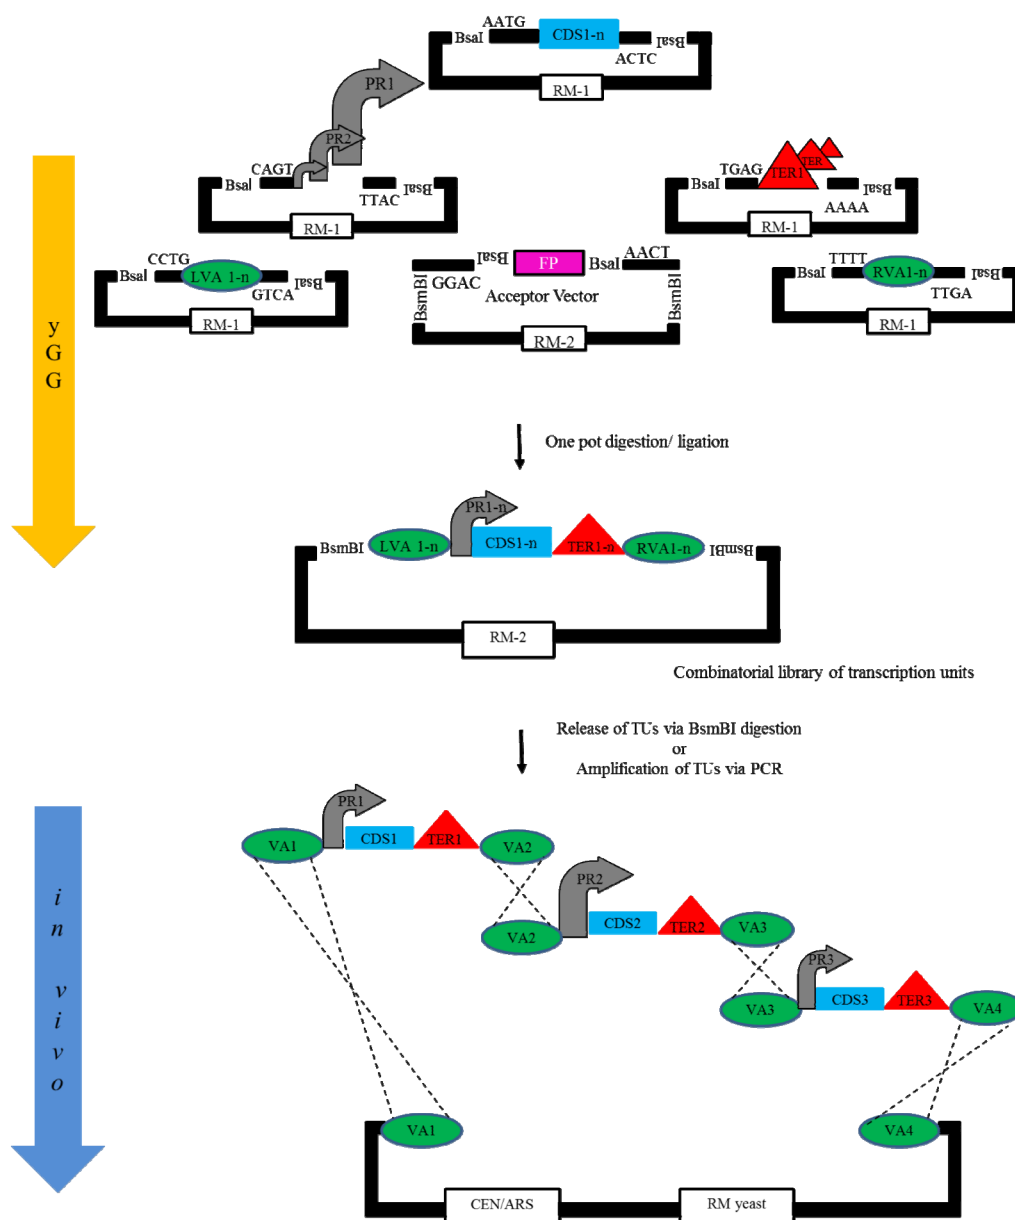 AATG
BsaI
CDS1-n
BsaI
ACTC
RM-1
PR1
PR2
CAGT
BsaI
BsaI
TTAC
RM-1
TGAG
BsaI
TER1
TER
BsaI
AAAA
RM-1
CCTG
BsaI
LVA 1-n
BsaI
GTCA
RM-1
BsaI
FP
BsaI
AACT
GGAC
BsmBI
BsmBI
Acceptor Vector
RM-2
TTTT
BsaI
RVA1-n
BsaI
TTGA
RM-1
y
G
G
One pot digestion/ ligation
PR1-n
BsmBI
LVA 1-n
CDS1-n
TER1-n
RVA1-n
BsmBI
RM-2
Combinatorial library of transcription units
Release of TUs via BsmBI digestion
or
Amplification of TUs via PCR
i
n
v
i
v
o
PR1
VA1
CDS1
TER1
VA2
PR2
VA2
CDS2
TER2
VA3
PR3
VA3
CDS3
TER3
VA4
VA1
VA4
CEN/ARS
RM yeast